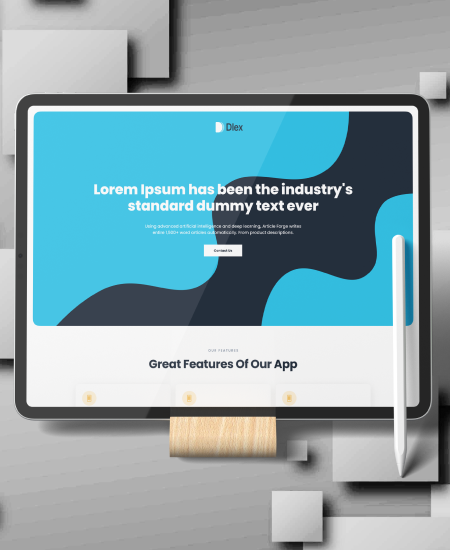 Dlex
Lorem Ipsum has been the industry's
standard dummy text ever
Using advanced artificial intelligence and deep learning, Article Forge writes
entire 1,500+ word articles automatically. From product descriptions
Contact Us
OUR FEATURES
Great Features Of Our App